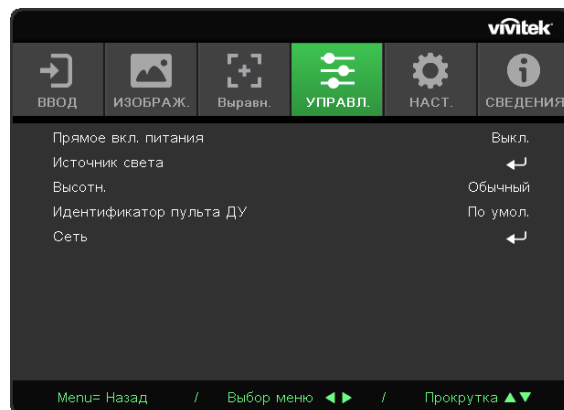 vivitek
ВВОД ИЗОБРАЖ. Выравн. УПРАВЛ. НАСТ. СВЕДЕНИЯ
Прямое вкл. питания Выкл.
Источник света
Высотн. Обычный
Идентификатор пульта ДУ По умол.
Сеть
Menu= Назад / Выбор меню ◀▶ / Прокрутка ▲▼